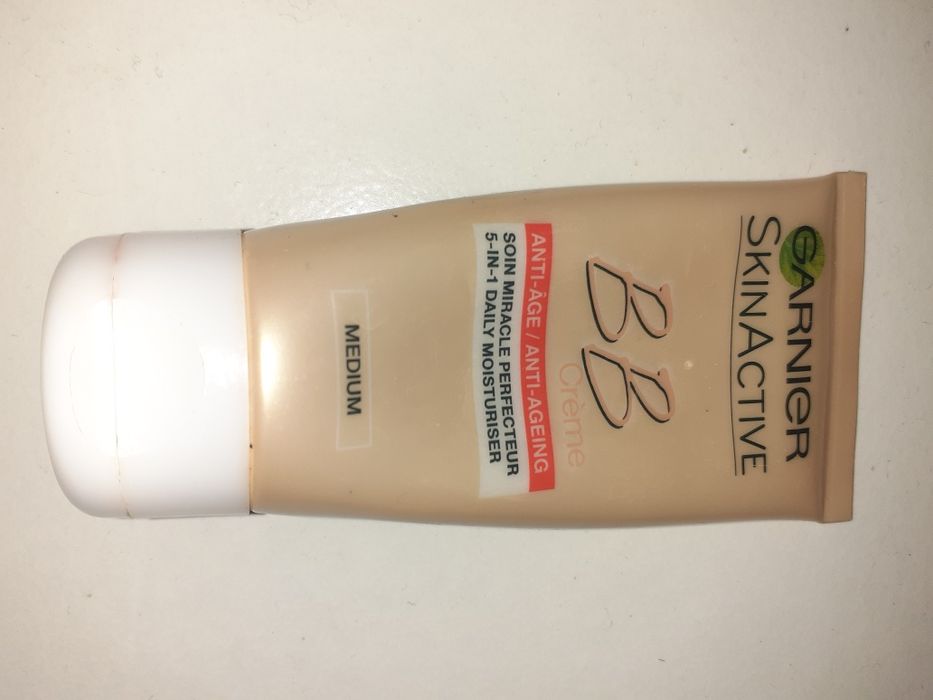 GARNIER
SKINACTIVE
BB
Crème
ANTI-ÂGE / ANTI-AGEING
SOIN MIRACLE PERFECTEUR
5-IN-1 DAILY MOISTURISER
MEDIUM